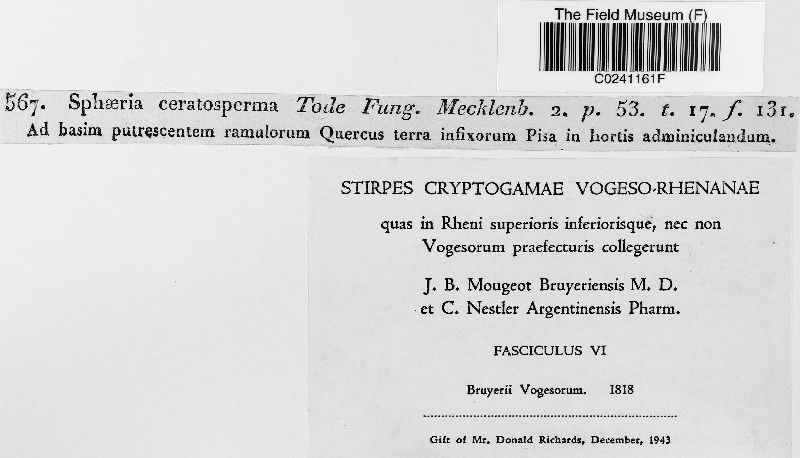 The Field Museum (F)
C0241161F
567. Sphæria ceratosperma Tode Fung. Mecklenb. 2. p. 53. t. 17. f. 131.
Ad basim putrescentem ramulorum Quercus terra infixorum Pisa in hortis adminiculandum.
STIRPES CRYPTOGAMAE VOGESO-RHENANAE
quas in Rheni superioris inferiorisque, nec non
Vogesorum praefecturis collegerunt
J. B. Mougeot Bruyeriensis M. D.
et C. Nestler Argentinensis Pharm.
FASCICULUS VI
Bruyerii Vogesorum. 1818
Gift of Mr. Donald Richards, December, 1943